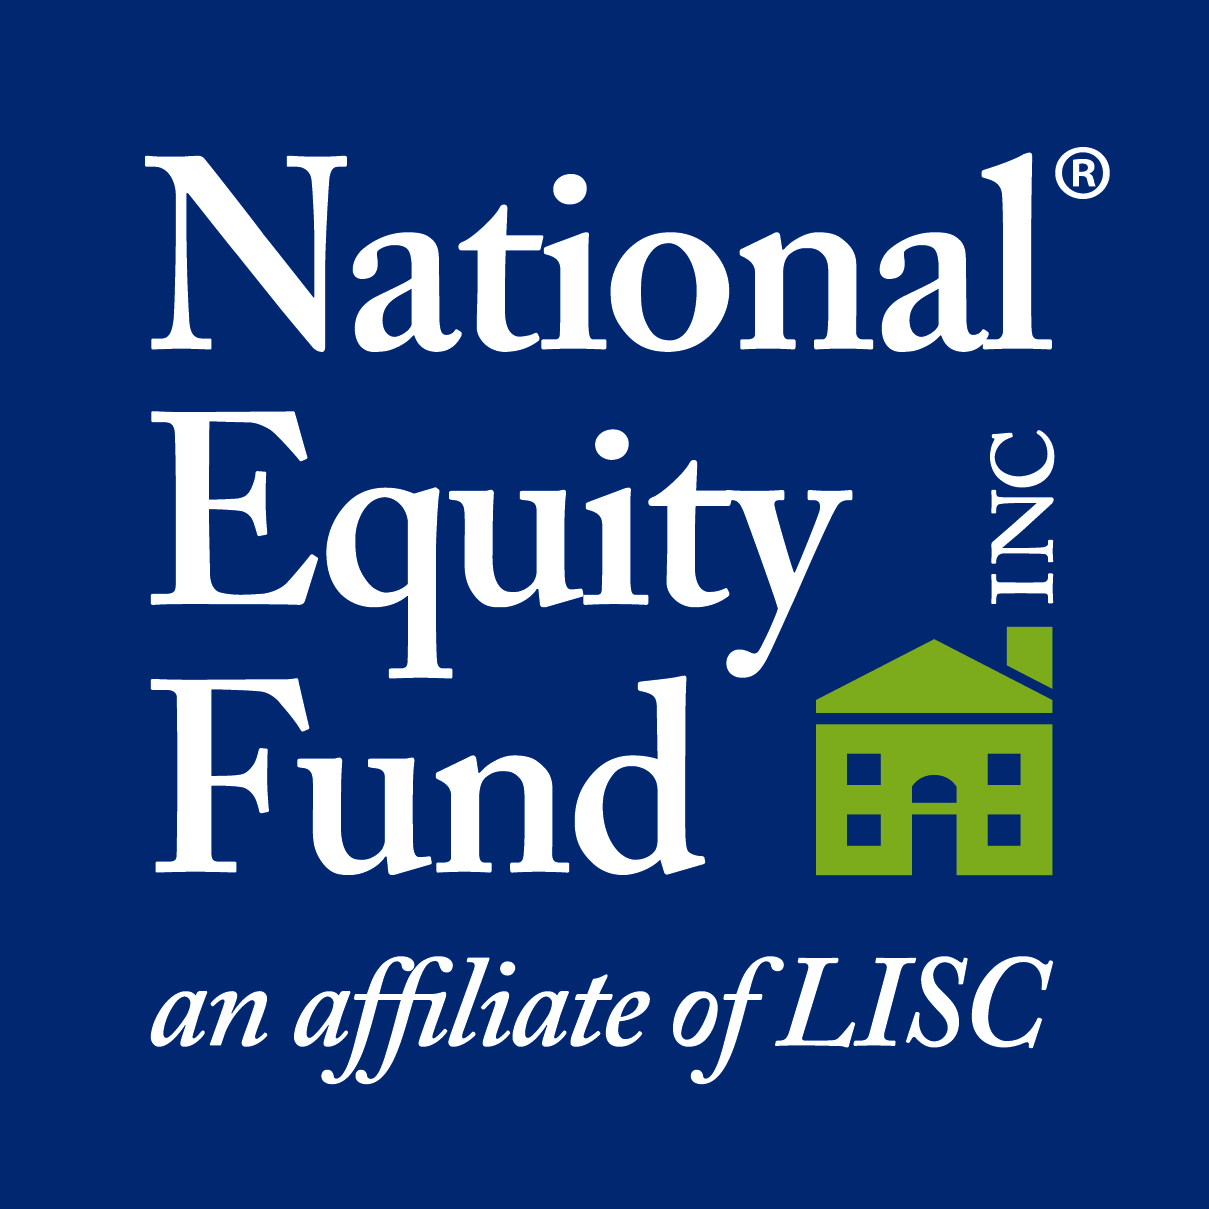 National®
Equity
INC
Fund
an affiliate of LISC